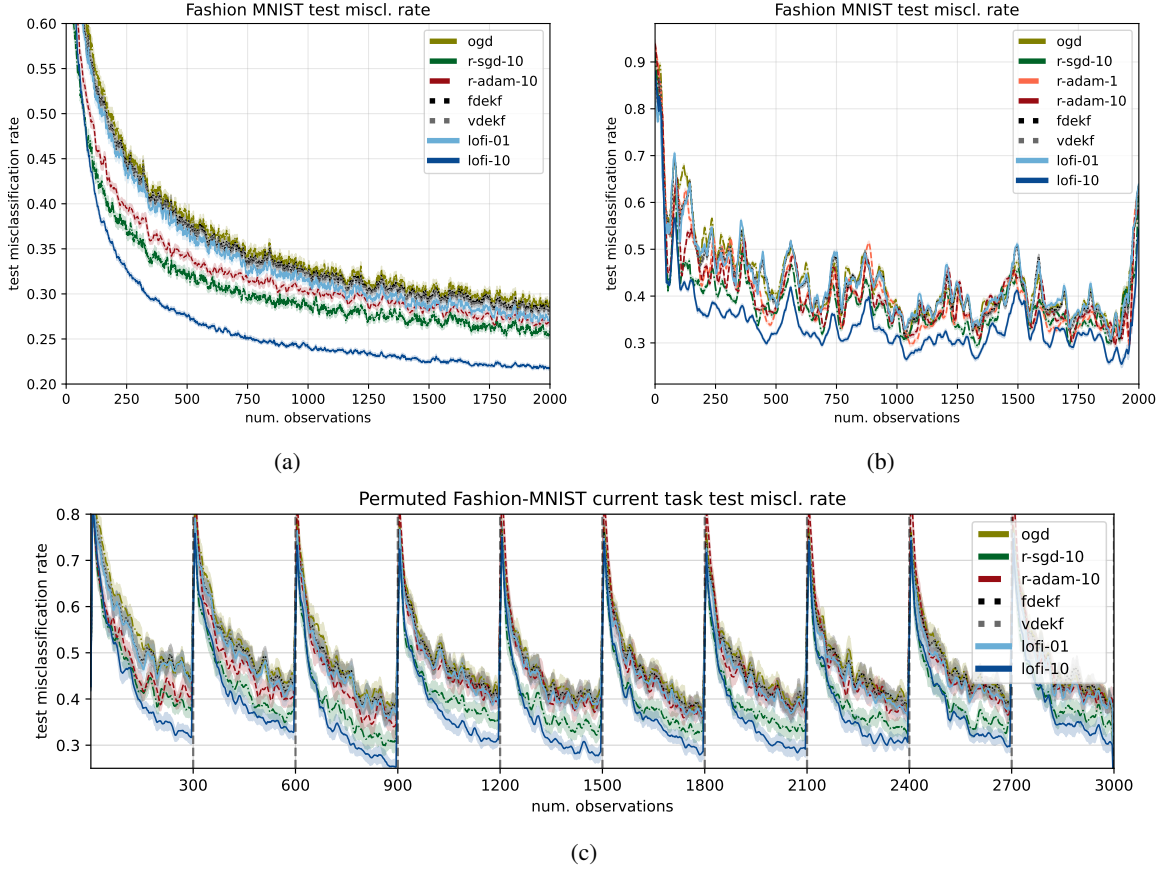 Fashion MNIST test miscl. rate
test misclassification rate
0.60
0.55
0.50
0.45
0.40
0.35
0.30
0.25
0.20
ogd
r-sgd-10
r-adam-10
fdekf
vdekf
lofi-01
lofi-10
0 250 500 750 1000 1250 1500 1750 2000
num. observations
(a)
Fashion MNIST test miscl. rate
test misclassification rate
0.9
0.8
0.7
0.6
0.5
0.4
0.3
ogd
r-sgd-10
r-adam-1
r-adam-10
fdekf
vdekf
lofi-01
lofi-10
0 250 500 750 1000 1250 1500 1750 2000
num. observations
(b)
Permuted Fashion-MNIST current task test miscl. rate
test misclassification rate
0.8
0.7
0.6
0.5
0.4
0.3
ogd
r-sgd-10
r-adam-10
fdekf
vdekf
lofi-01
lofi-10
300 600 900 1200 1500 1800 2100 2400 2700 3000
num. observations
(c)